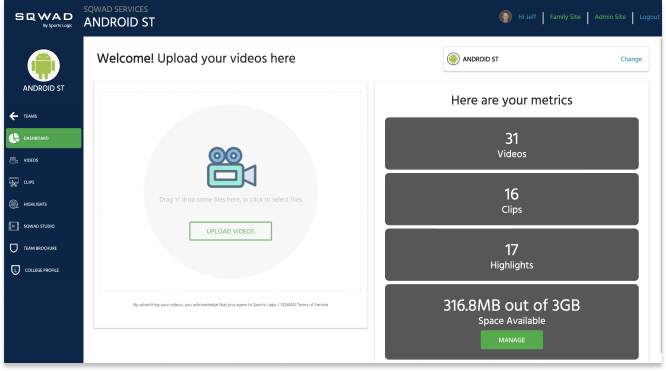 SQWAD
By Sports Logic
SQWAD SERVICES
ANDROID ST
Hi Jeff
Family Site
Admin Site
Logout
ANDROID ST
TEAMS
DASHBOARD
VIDEOS
CLIPS
HIGHLIGHTS
SQWAD STUDIO
TEAM BROCHURE
COLLEGE PROFILE
Welcome! Upload your videos here
ANDROID ST
Change
Drag 'n' drop some files here, or click to select files
UPLOAD VIDEOS
By submitting your videos, you acknowledge that you agree to Sports Logic / SQWAD Terms of Service
Here are your metrics
31
Videos
16
Clips
17
Highlights
316.8MB out of 3GB
Space Available
MANAGE